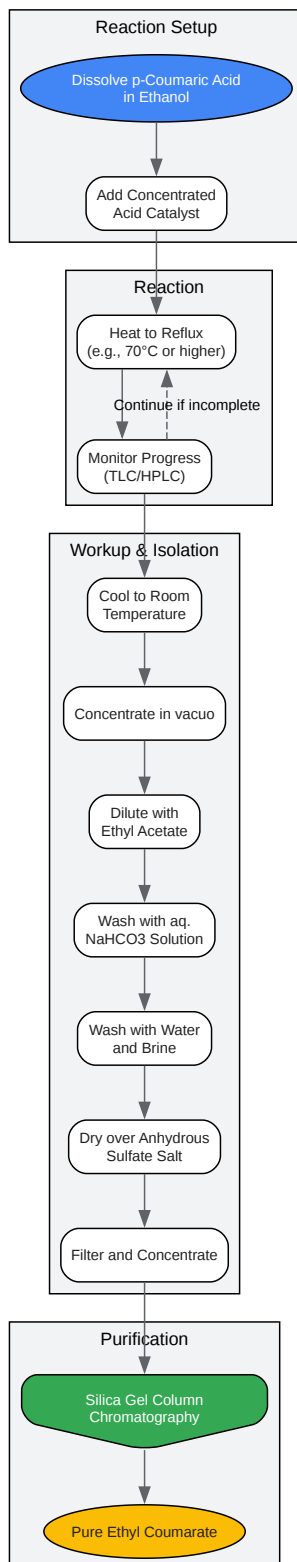 Reaction Setup
Dissolve p-Coumaric Acid
in Ethanol
Add Concentrated
Acid Catalyst
Reaction
Heat to Reflux
(e.g., 70°C or higher)
Continue if incomplete
Monitor Progress
(TLC/HPLC)
Workup & Isolation
Cool to Room
Temperature
Concentrate in vacuo
Dilute with
Ethyl Acetate
Wash with aq.
NaHCO3 Solution
Wash with Water
and Brine
Dry over Anhydrous
Sulfate Salt
Filter and Concentrate
Purification
Silica Gel Column
Chromatography
Pure Ethyl Coumarate